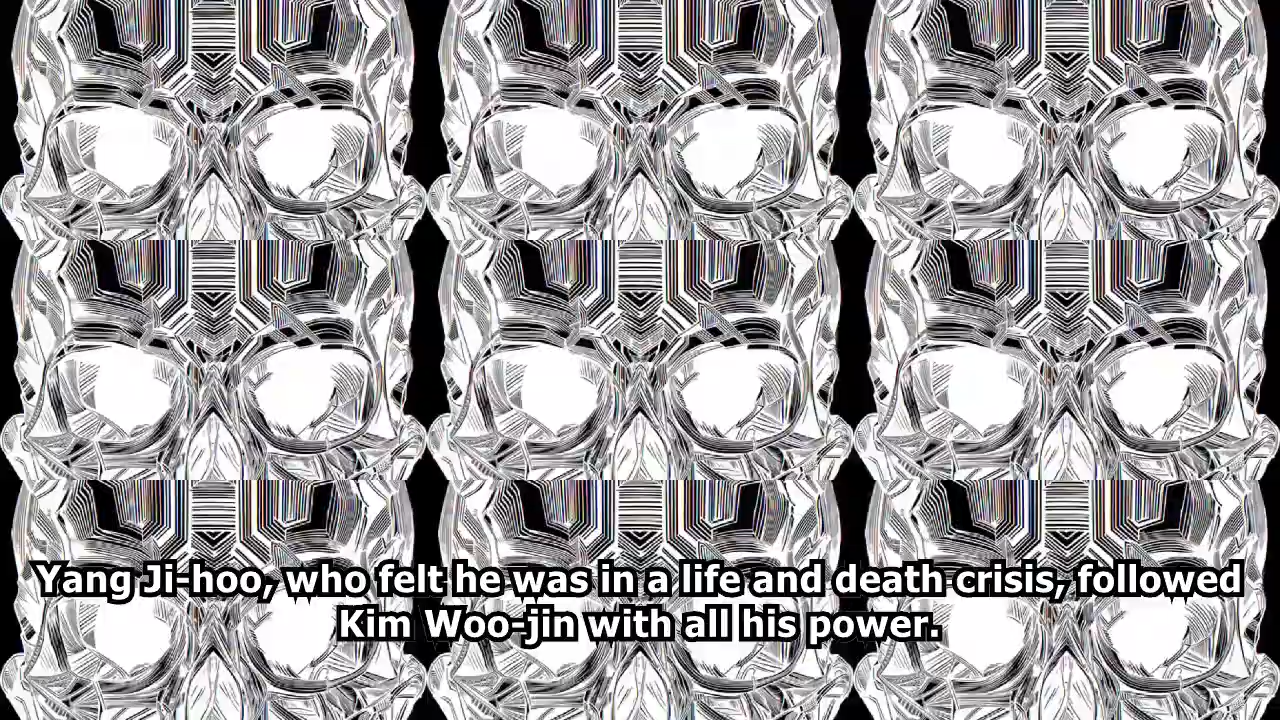 Yang Ji-hoo, who felt he was in a life and death crisis, followed
Kim Woo-jin with all his power.